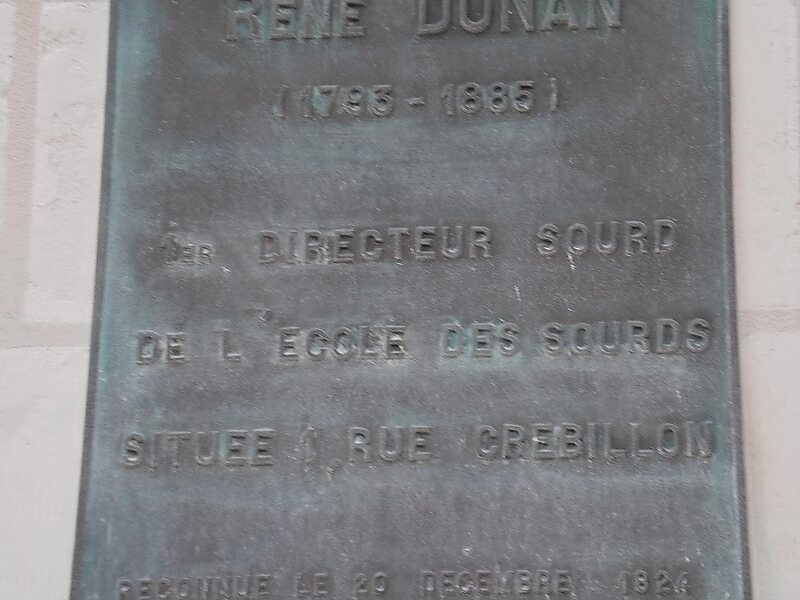 RENE DUNAN
(1793 - 1885)
1ER DIRECTEUR SOURD
DE L'ECOLE DES SOURDS
SITUEE 1, RUE CREBILLON
RECONNUE LE 20 DECEMBRE 1824